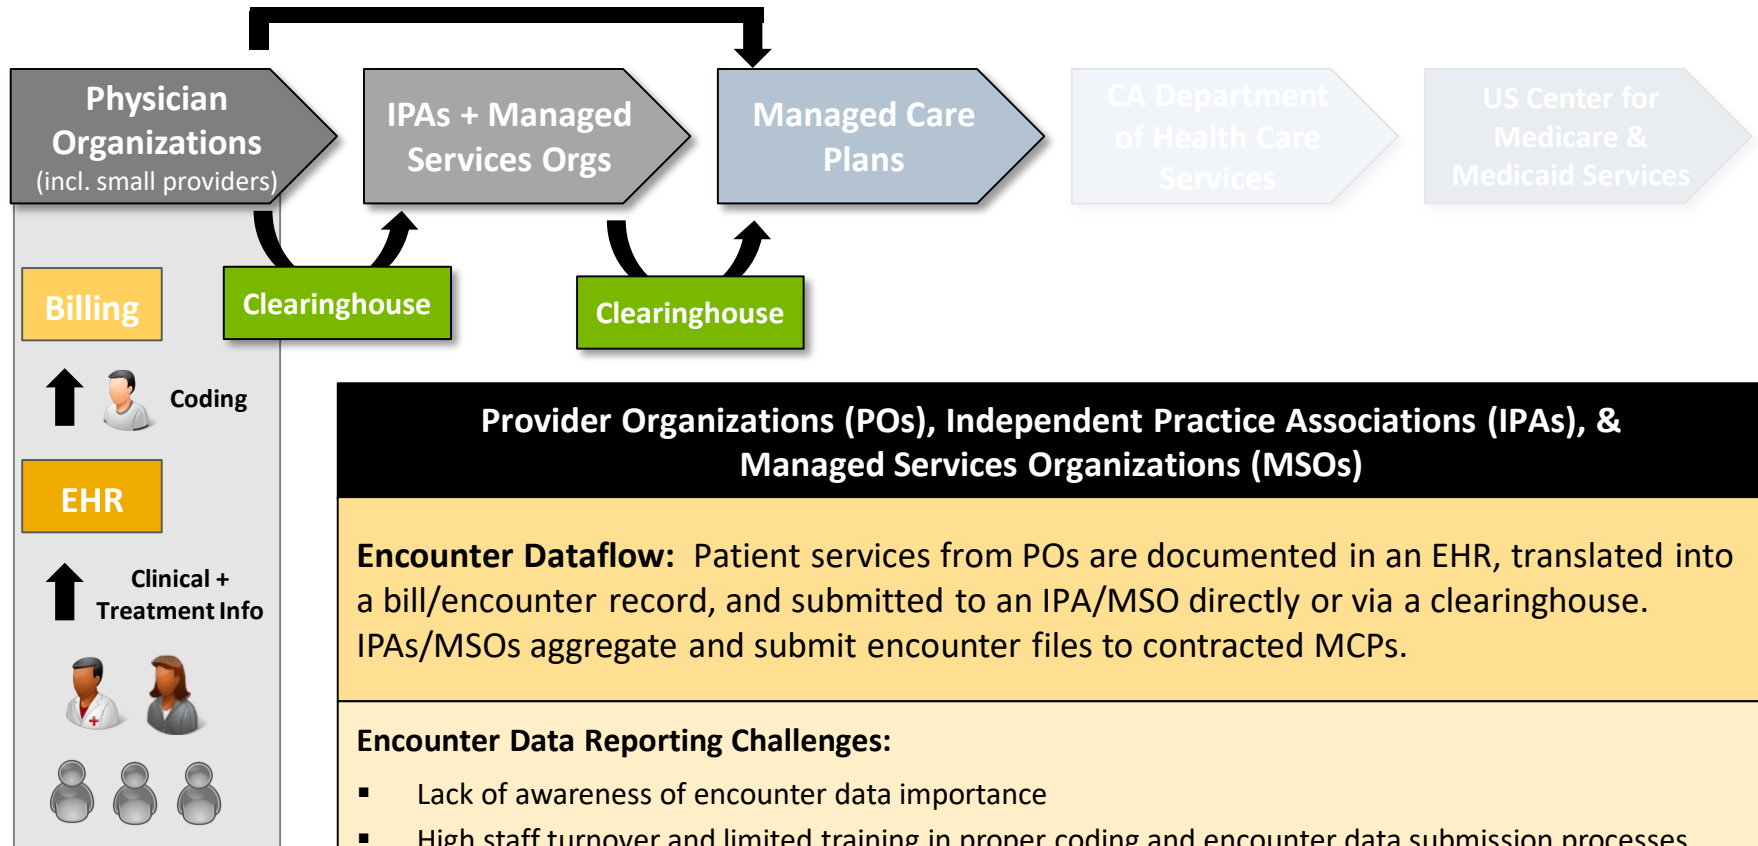 Physician
Organizations
(incl. small providers)
IPAs + Managed
Services Orgs
Managed Care
Plans
CA Department
of Health Care
Services
US Center for
Medicare &
Medicaid Services
Clearinghouse
Clearinghouse
Billing
Coding
EHR
Clinical +
Treatment Info
Provider Organizations (POs), Independent Practice Associations (IPAs), &
Managed Services Organizations (MSOs)
Encounter Dataflow: Patient services from POs are documented in an EHR, translated into
a bill/encounter record, and submitted to an IPA/MSO directly or via a clearinghouse.
IPAs/MSOs aggregate and submit encounter files to contracted MCPs.
Encounter Data Reporting Challenges:
▪ Lack of awareness of encounter data importance
▪ High staff turnover and limited training in proper coding and encounter data submission processes